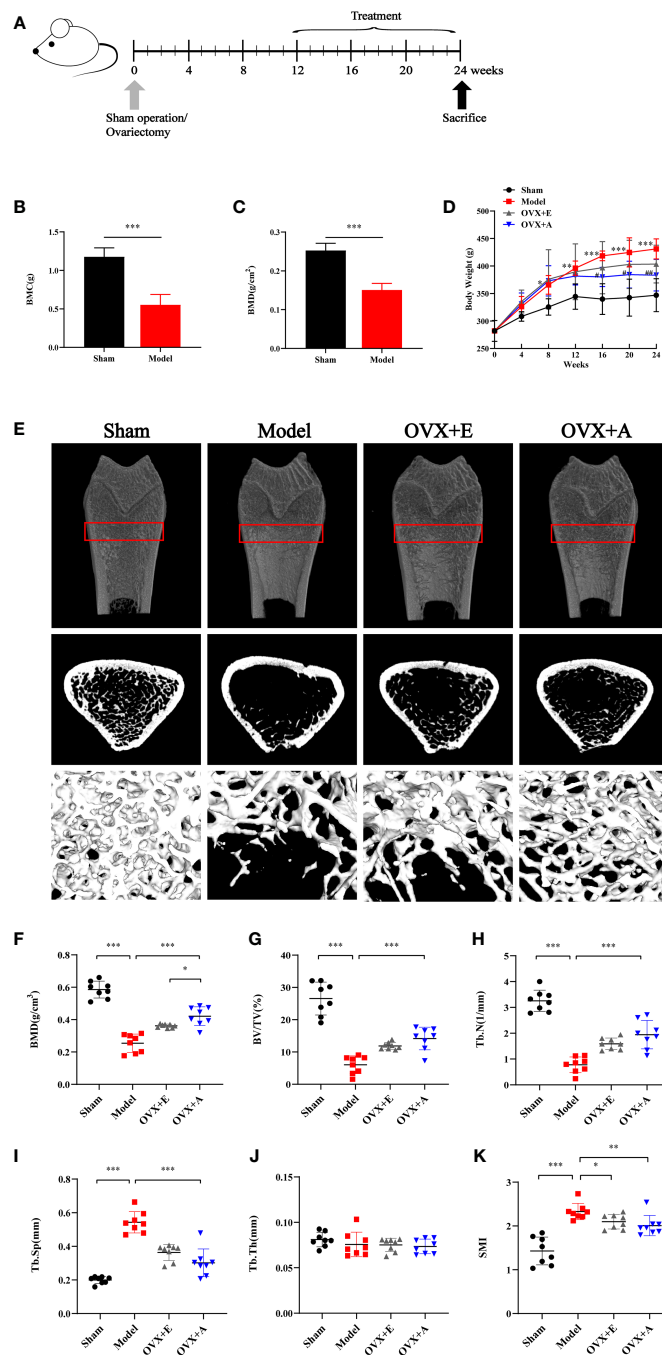 A
Treatment
0 4 8 12 16 20 24 weeks
Sham operation/
Ovariectomy
Sacrifice
B
***
BMC(g)
1.5
1.0
0.5
0.0
Sham Model
C
***
BMD(g/cm²)
0.3
0.2
0.1
0.0
Sham Model
D
Sham
Model
OVX+E
OVX+A
Body Weight (g)
450
400
350
300
250
* ** *** *** ***
## # ##
0 4 8 12 16 20 24
Weeks
E
Sham Model OVX+E OVX+A
F
*** ***
*
BMD(g/cm³)
0.8
0.6
0.4
0.2
0.0
Sham Model OVX+E OVX+A
G
*** ***
BV/TV(%)
40
30
20
10
0
Sham Model OVX+E OVX+A
H
*** ***
Tb.N(1/mm)
5
4
3
2
1
0
Sham Model OVX+E OVX+A
I
*** ***
Tb.Sp(mm)
0.8
0.6
0.4
0.2
0.0
Sham Model OVX+E OVX+A
J
Tb.Th(mm)
0.15
0.10
0.05
0.00
Sham Model OVX+E OVX+A
K
**
*** *
SMI
3
2
1
0
Sham Model OVX+E OVX+A